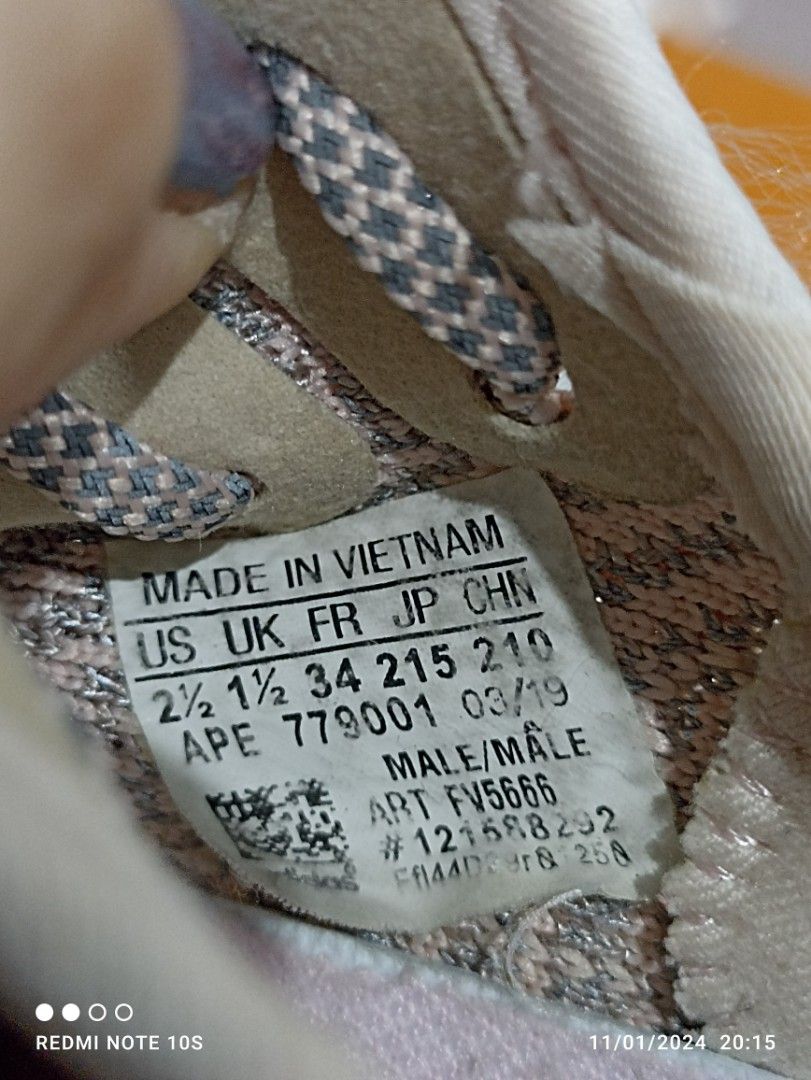 MADE IN VIETNAM
US UK FR JP CHN
2½ 1½ 34 215 210
APE 779001 03/19
MALE/MÂLE
ART FV5666
#121588292
REDMI NOTE 10S
11/01/2024 20:15